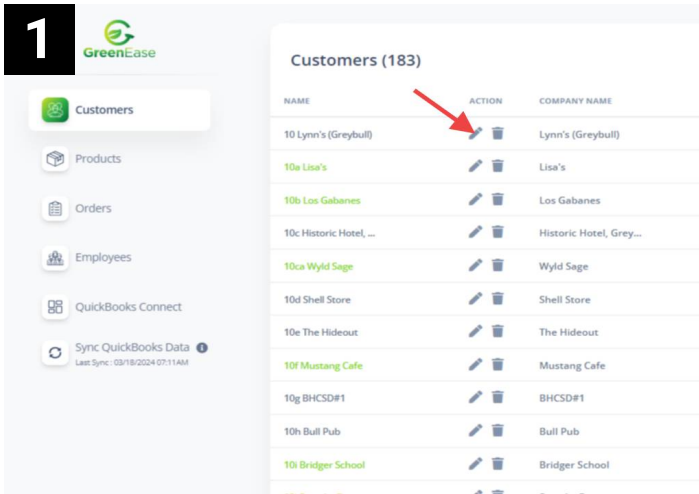 1
GreenEase
Customers
Products
Orders
Employees
QuickBooks Connect
Sync QuickBooks Data
Last Sync : 03/18/2024 07:11AM
Customers (183)
NAME ACTION COMPANY NAME
10 Lynn's (Greybull) Lynn's (Greybull)
10a Lisa's Lisa's
10b Los Gabanes Los Gabanes
10c Historic Hotel, ... Historic Hotel, Grey...
10ca Wyld Sage Wyld Sage
10d Shell Store Shell Store
10e The Hideout The Hideout
10f Mustang Cafe Mustang Cafe
10g BHCSD#1 BHCSD#1
10h Bull Pub Bull Pub
10i Bridger School Bridger School